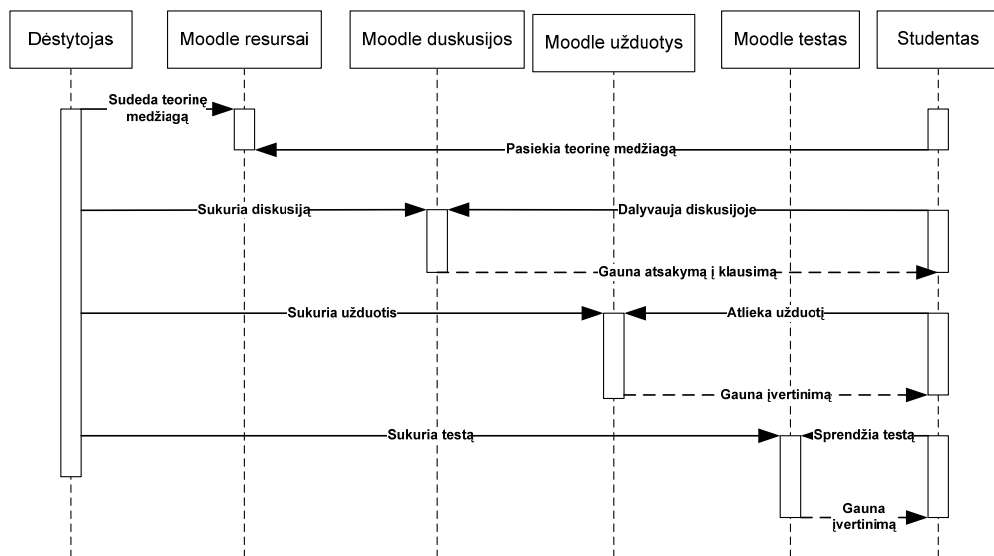 Dėstytojas
Moodle resursai
Moodle duskusijos
Moodle užduotys
Moodle testas
Studentas
Sudeda teorinę
medžiagą
Pasiekia teorinę medžiagą
Sukuria diskusiją
Dalyvauja diskusijoje
Gauna atsakymą į klausimą
Sukuria užduotis
Atlieka užduotį
Gauna įvertinimą
Sukuria testą
Sprendžia testą
Gauna
įvertinimą